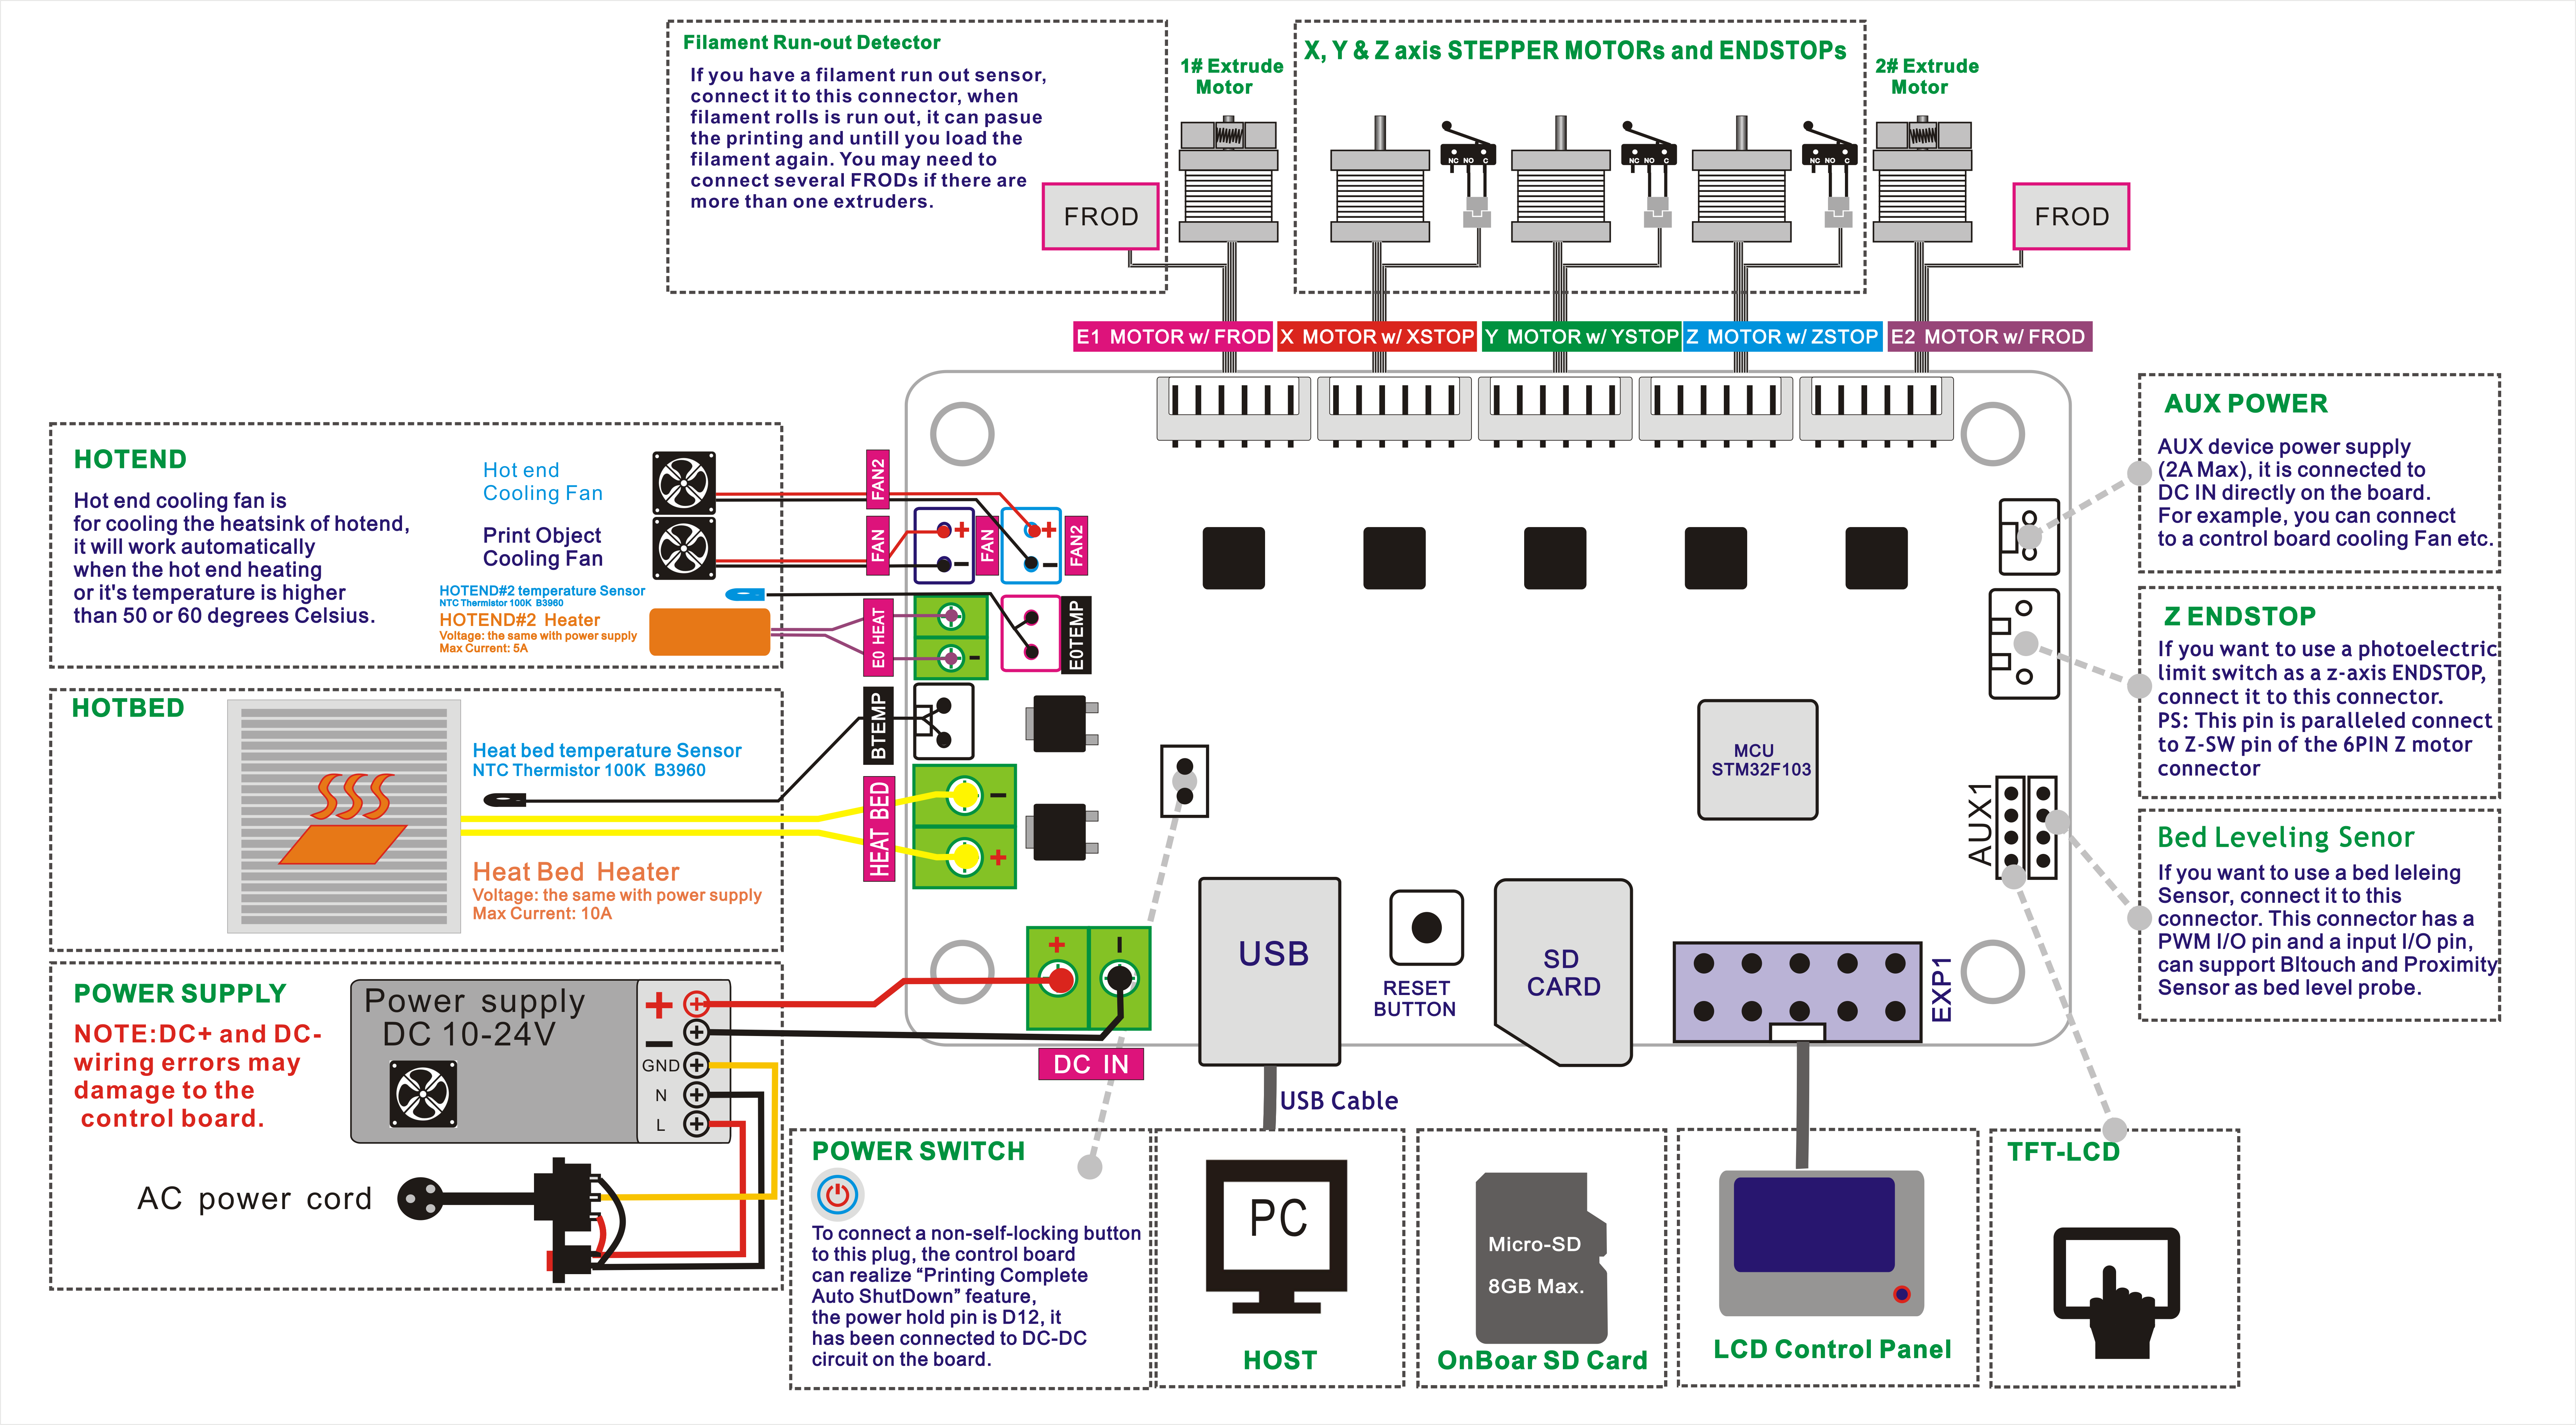 Filament Run-out Detector
If you have a filament run out sensor,
connect it to this connector, when
filament rolls is run out, it can pasue
the printing and untill you load the
filament again. You may need to
connect several FRODs if there are
more than one extruders.
FROD
1# Extrude
Motor
X, Y & Z axis STEPPER MOTORs and ENDSTOPs
NC NO C
NC NO C
NC NO C
2# Extrude
Motor
FROD
E1 MOTOR w/ FROD
X MOTOR w/ XSTOP
Y MOTOR w/ YSTOP
Z MOTOR w/ ZSTOP
E2 MOTOR w/ FROD
HOTEND
Hot end cooling fan is
for cooling the heatsink of hotend,
it will work automatically
when the hot end heating
or it's temperature is higher
than 50 or 60 degrees Celsius.
Hot end
Cooling Fan
Print Object
Cooling Fan
HOTEND#2 temperature Sensor
NTC Thermistor 100K B3960
HOTEND#2 Heater
Voltage: the same with power supply
Max Current: 5A
FAN2
FAN
+
−
FAN
+
−
FAN2
E0 HEAT
-
E0TEMP
HOTBED
Heat bed temperature Sensor
NTC Thermistor 100K B3960
Heat Bed Heater
Voltage: the same with power supply
Max Current: 10A
BTEMP
HEAT BED
−
+
POWER SUPPLY
NOTE:DC+ and DC-
wiring errors may
damage to the
control board.
Power supply
DC 10-24V
+
−
GND
N
L
AC power cord
+
−
DC IN
MCU
STM32F103
USB
RESET
BUTTON
SD
CARD
EXP1
AUX1
USB Cable
AUX POWER
AUX device power supply
(2A Max), it is connected to
DC IN directly on the board.
For example, you can connect
to a control board cooling Fan etc.
Z ENDSTOP
If you want to use a photoelectric
limit switch as a z-axis ENDSTOP,
connect it to this connector.
PS: This pin is paralleled connect
to Z-SW pin of the 6PIN Z motor
connector
Bed Leveling Senor
If you want to use a bed leleing
Sensor, connect it to this
connector. This connector has a
PWM I/O pin and a input I/O pin,
can support Bltouch and Proximity
Sensor as bed level probe.
POWER SWITCH
To connect a non-self-locking button
to this plug, the control board
can realize “Printing Complete
Auto ShutDown” feature,
the power hold pin is D12, it
has been connected to DC-DC
circuit on the board.
PC
HOST
Micro-SD
8GB Max.
OnBoar SD Card
LCD Control Panel
TFT-LCD